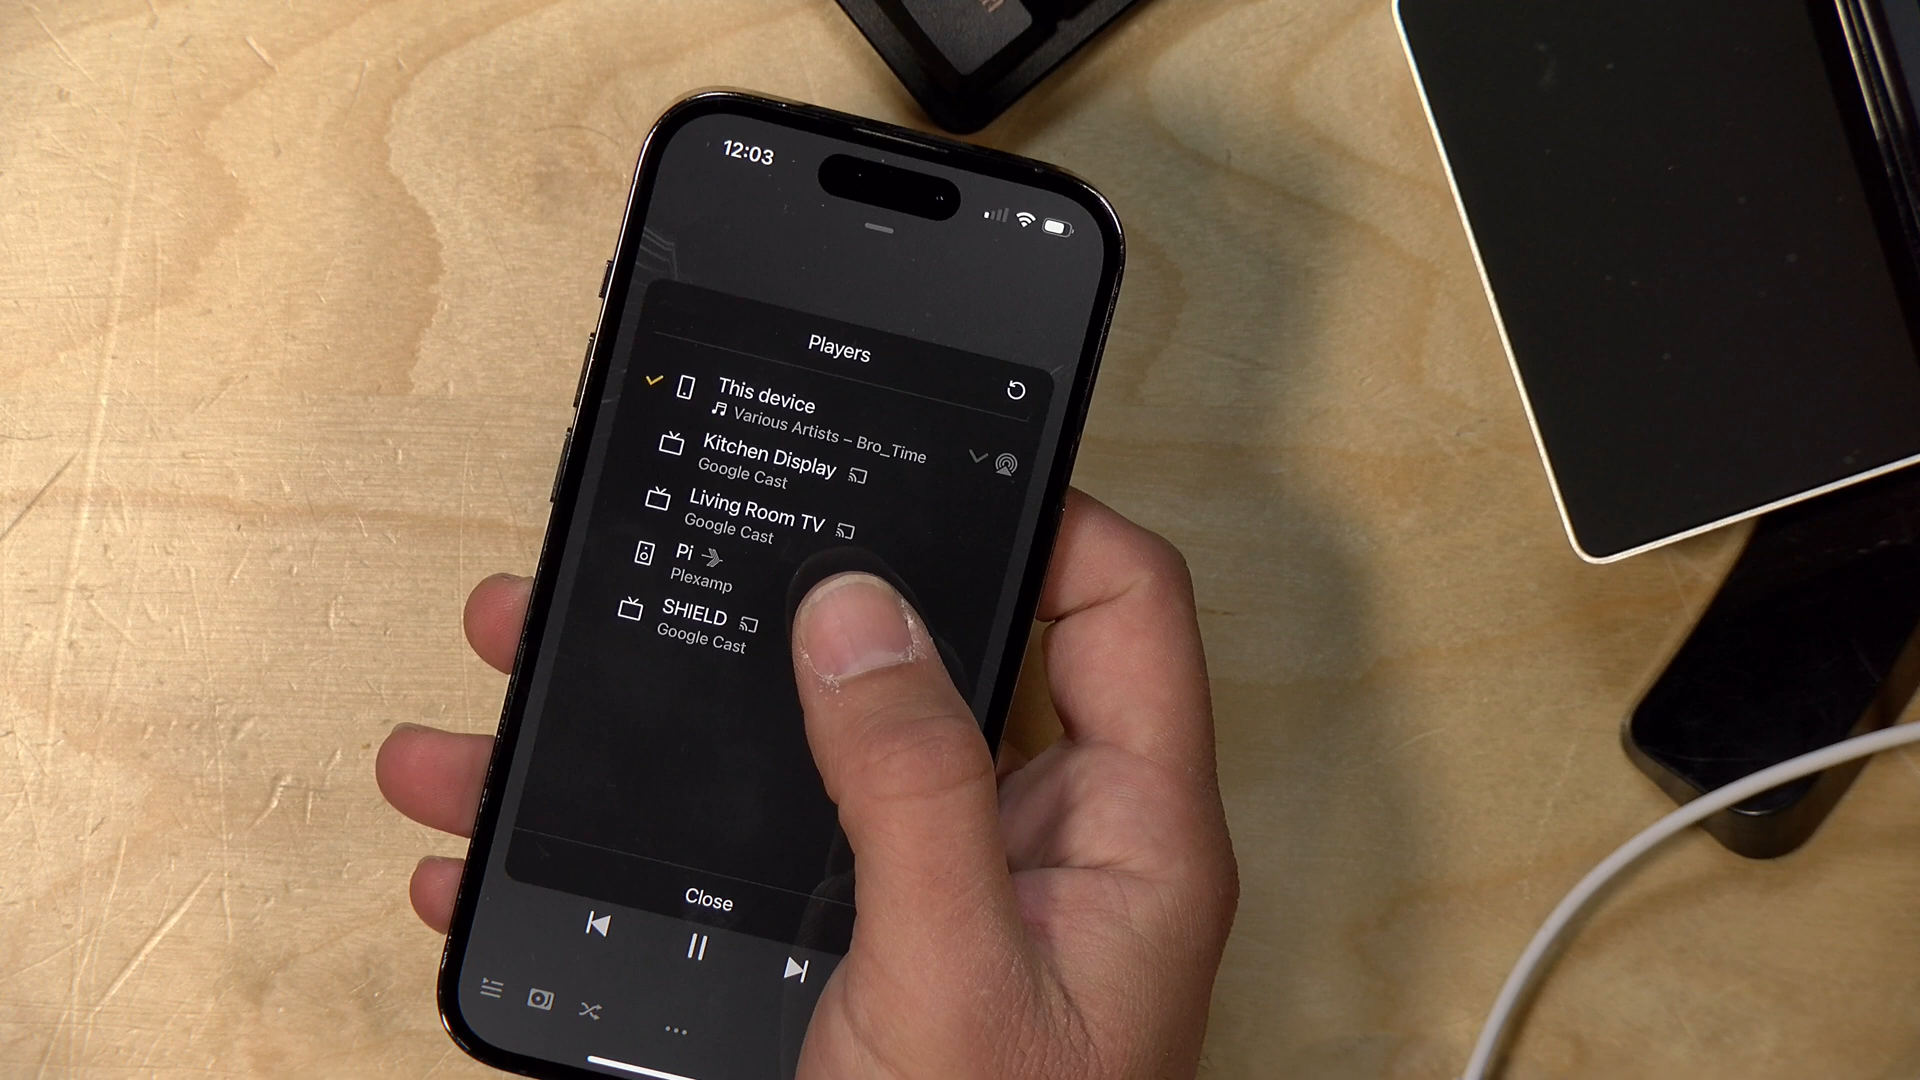 12:03
Players
This device
Various Artists – Bro_Time
Kitchen Display
Google Cast
Living Room TV
Google Cast
Pi
Plexamp
SHIELD
Google Cast
Close